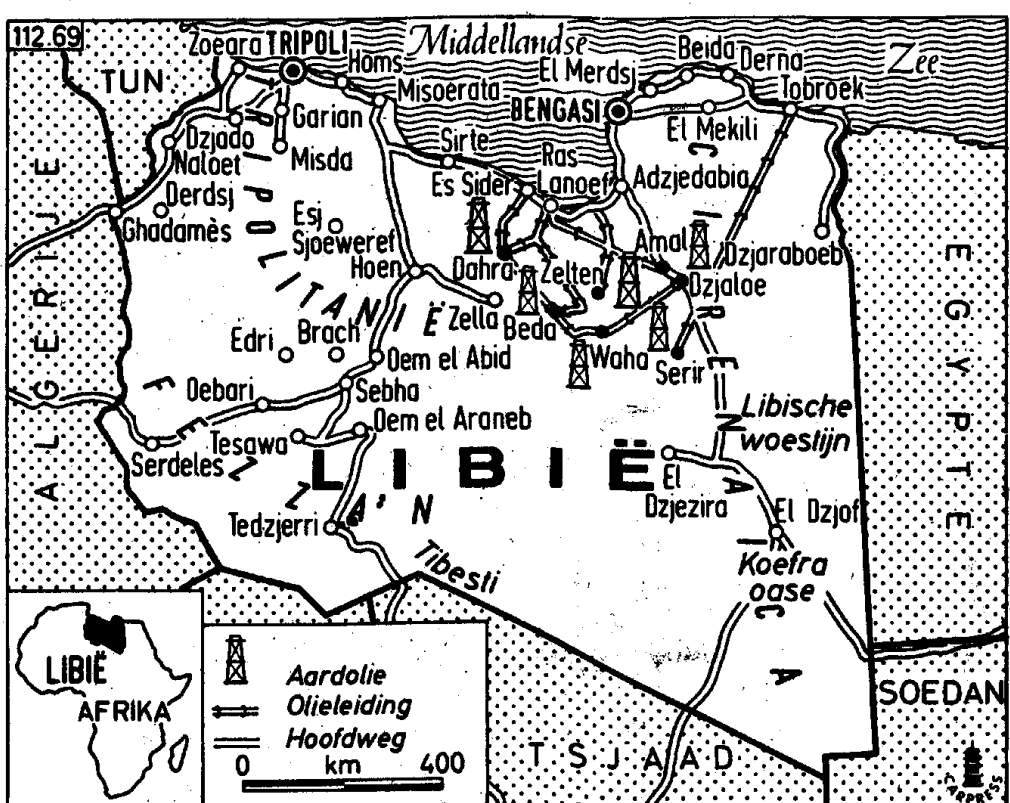 112.69
Middellandse Zee
TUN.
Zoeara
TRIPOLI
Homs
Misoerata
Garian
Dzjado
Naloet
Misda
Derdsj
Ghadamès
Esj
Sjoeweref
Hoen
Sirte
Es Sider
Ras
Lanoef
El Merdsj
Beida
Derna
Tobroek
BENGASI
El Mekili
Adzjedabia
Dzjaraboeb
Amal
Dzjaloe
Dahra
Zelten
Zella
Beda
Waha
Serir
TRIPOLITANIË
Edri
Brach
Oem el Abid
Oebari
Sebha
Oem el Araneb
Tesawa
Serdeles
FEZZA'N
Tedzjerri
LIBIË
CIRENAICA
Libische
woestijn
El
Dzjezira
El Dzjof
Koefra
oase
Tibesti
ALGERIJE
EGYPTE
TSJAAD
SOEDAN
LIBIË
AFRIKA
Aardolie
Olieleiding
Hoofdweg
0 km 400
CARPRESS